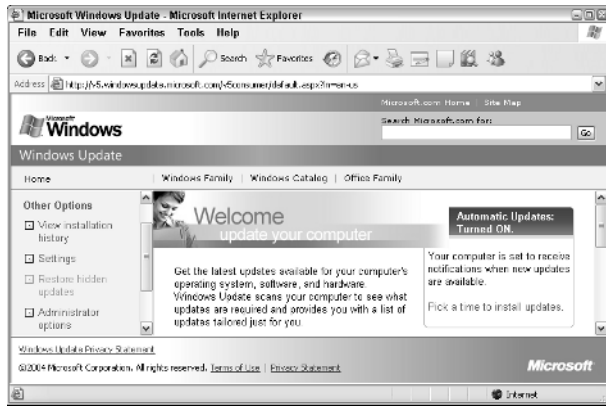 Microsoft Windows Update - Microsoft Internet Explorer
File Edit View Favorites Tools Help
Back Search Favorites
Address http://v5.windowsupdate.microsoft.com/v5consumer/default.aspx?ln=en-us
Microsoft.com Home | Site Map
Microsoft
Windows
Search Microsoft.com for:
Go
Windows Update
Home
Windows Family | Windows Catalog | Office Family
Other Options
View installation
history
Settings
Restore hidden
updates
Administrator
options
Welcome
update your computer
Get the latest updates available for your computer's
operating system, software, and hardware.
Windows Update scans your computer to see what
updates are required and provides you with a list of
updates tailored just for you.
Automatic Updates:
Turned ON.
Your computer is set to receive
notifications when new updates
are available.
Pick a time to install updates.
Windows Update Privacy Statement
©2004 Microsoft Corporation. All rights reserved. Terms of Use | Privacy Statement
Microsoft
Internet